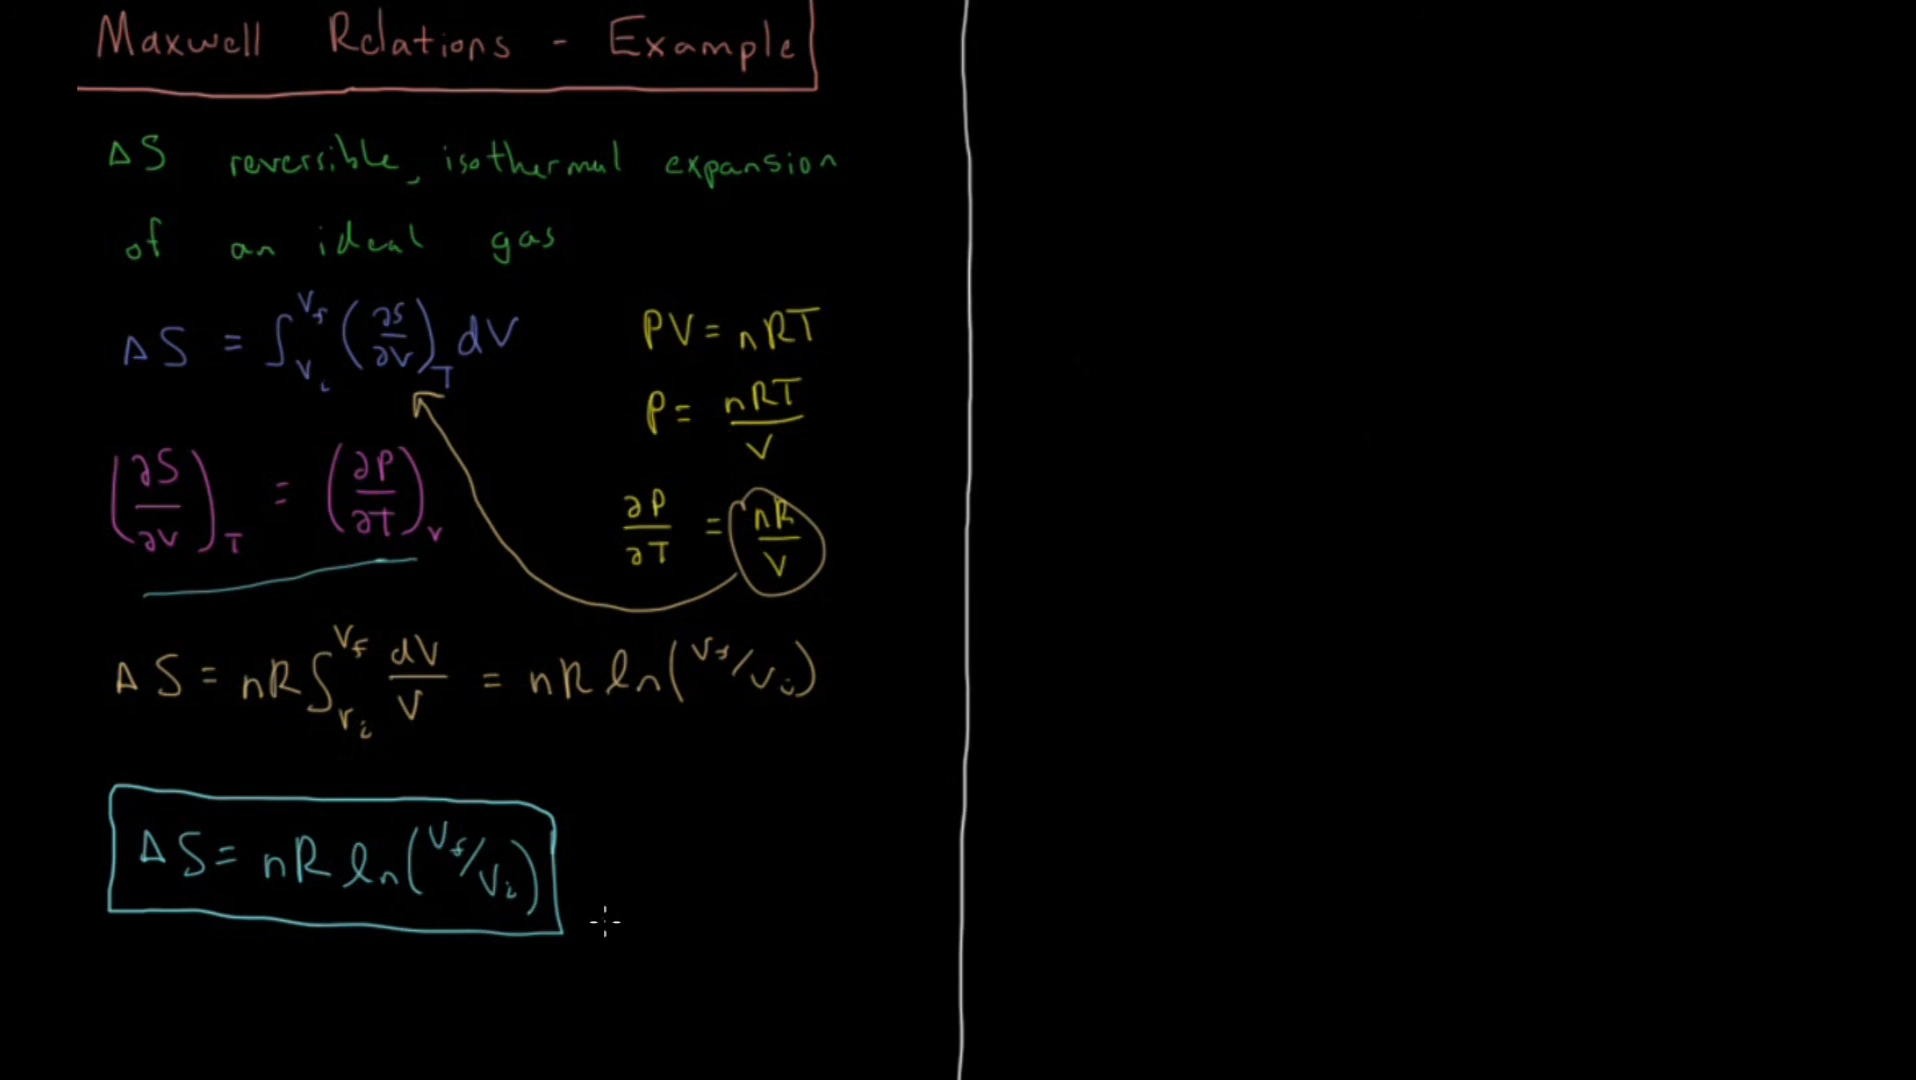 Maxwell Relations - Example
ΔS reversible, isothermal expansion
of an ideal gas
ΔS = ∫_{Vi}^{Vf} (∂S/∂V)_T dV
PV = nRT
P = nRT/V
(∂S/∂V)_T = (∂P/∂T)_V
∂P/∂T = nR/V
ΔS = nR ∫_{Vi}^{Vf} dV/V = nR ln(Vf/Vi)
ΔS = nR ln(Vf/Vi)